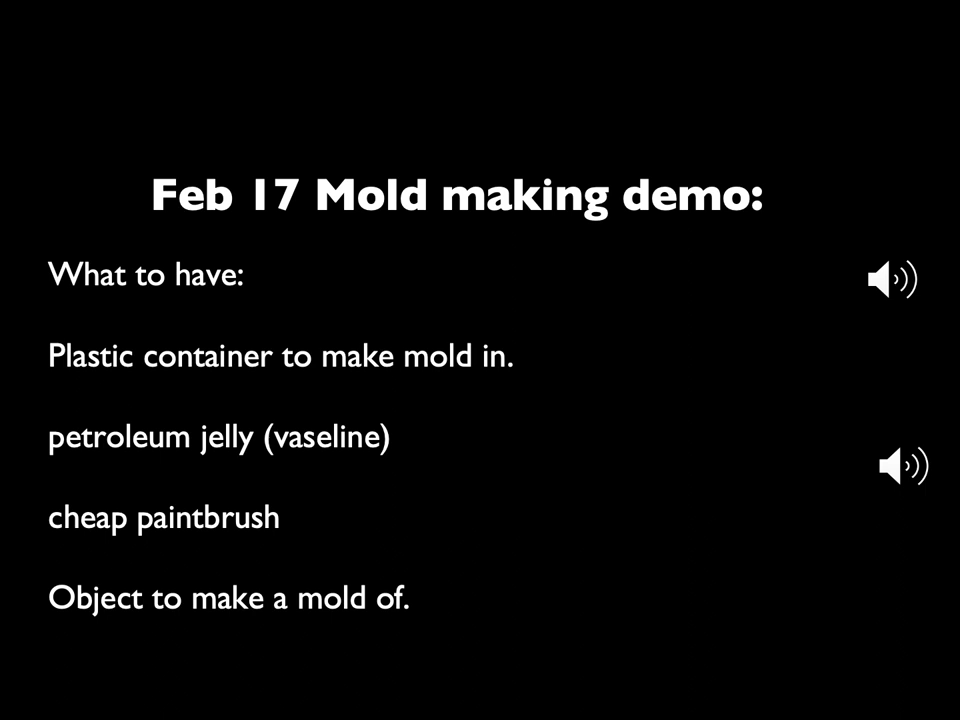 Feb 17 Mold making demo:
What to have:
Plastic container to make mold in.
petroleum jelly (vaseline)
cheap paintbrush
Object to make a mold of.